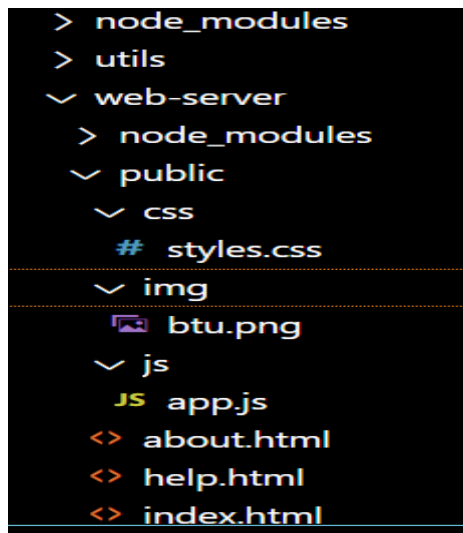 > node_modules
> utils
web-server
> node_modules
public
css
# styles.css
img
btu.png
js
JS app.js
<> about.html
<> help.html
<> index.html